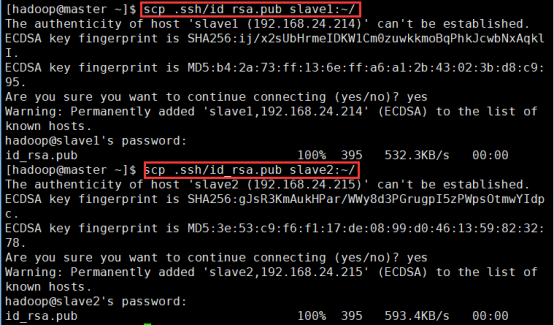 [hadoop@master ~]$ scp .ssh/id_rsa.pub slave1:~/
The authenticity of host 'slave1 (192.168.24.214)' can't be established.
ECDSA key fingerprint is SHA256:ij/x2sUbHrmeIDKW1Cm0zuwkkmoBqPhkJcwbNxAqkl
I.
ECDSA key fingerprint is MD5:b4:2a:73:ff:13:6e:ff:a6:a1:2b:43:02:3b:d8:c9:
95.
Are you sure you want to continue connecting (yes/no)? yes
Warning: Permanently added 'slave1,192.168.24.214' (ECDSA) to the list of
known hosts.
hadoop@slave1's password:
id_rsa.pub 100% 395 532.3KB/s 00:00
[hadoop@master ~]$ scp .ssh/id_rsa.pub slave2:~/
The authenticity of host 'slave2 (192.168.24.215)' can't be established.
ECDSA key fingerprint is SHA256:gJsR3KmAukHPar/WWy8d3PGrugpI5zPWpsOtmwYIdp
c.
ECDSA key fingerprint is MD5:3e:53:c9:f6:f1:17:de:08:99:d0:46:13:59:82:32:
78.
Are you sure you want to continue connecting (yes/no)? yes
Warning: Permanently added 'slave2,192.168.24.215' (ECDSA) to the list of
known hosts.
hadoop@slave2's password:
id_rsa.pub 100% 395 593.4KB/s 00:00